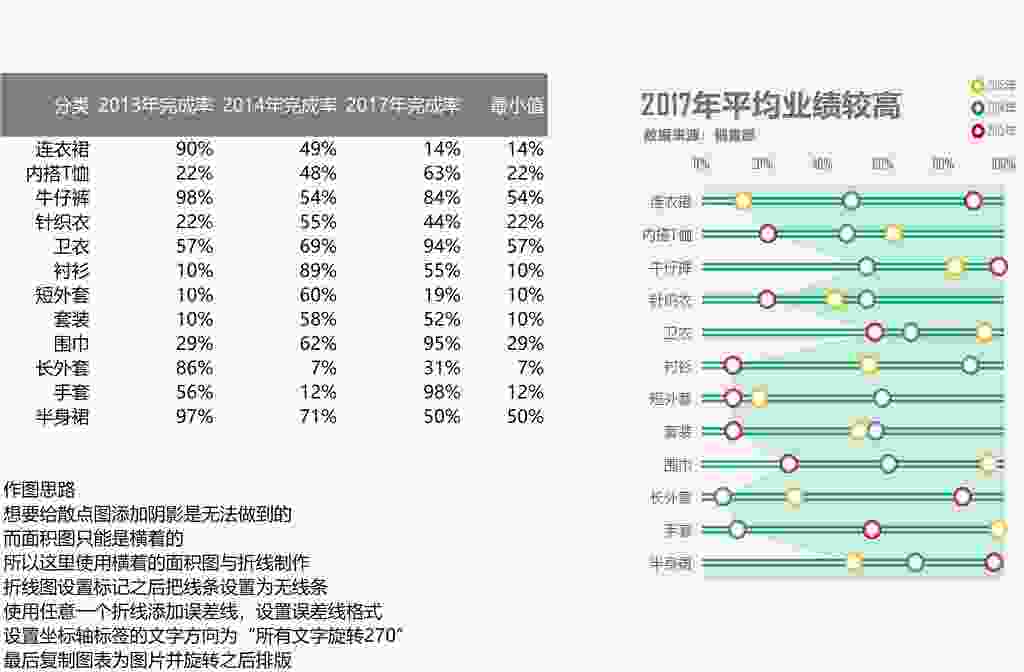 分类 2013年完成率 2014年完成率 2017年完成率 最小值
连衣裙 90% 49% 14% 14%
内搭T恤 22% 48% 63% 22%
牛仔裤 98% 54% 84% 54%
针织衣 22% 55% 44% 22%
卫衣 57% 69% 94% 57%
衬衫 10% 89% 55% 10%
短外套 10% 60% 19% 10%
套装 10% 58% 52% 10%
围巾 29% 62% 95% 29%
长外套 86% 7% 31% 7%
手套 56% 12% 98% 12%
半身裙 97% 71% 50% 50%
作图思路
想要给散点图添加阴影是无法做到的
而面积图只能是横着的
所以这里使用横着的面积图与折线制作
折线图设置标记之后把线条设置为无线条
使用任意一个折线添加误差线，设置误差线格式
设置坐标轴标签的文字方向为“所有文字旋转270”
最后复制图表为图片并旋转之后排版
2017年平均业绩较高
数据来源：销售部
0% 20% 40% 60% 80% 100%
连衣裙
内搭T恤
牛仔裤
针织衣
卫衣
衬衫
短外套
套装
围巾
长外套
手套
半身裙